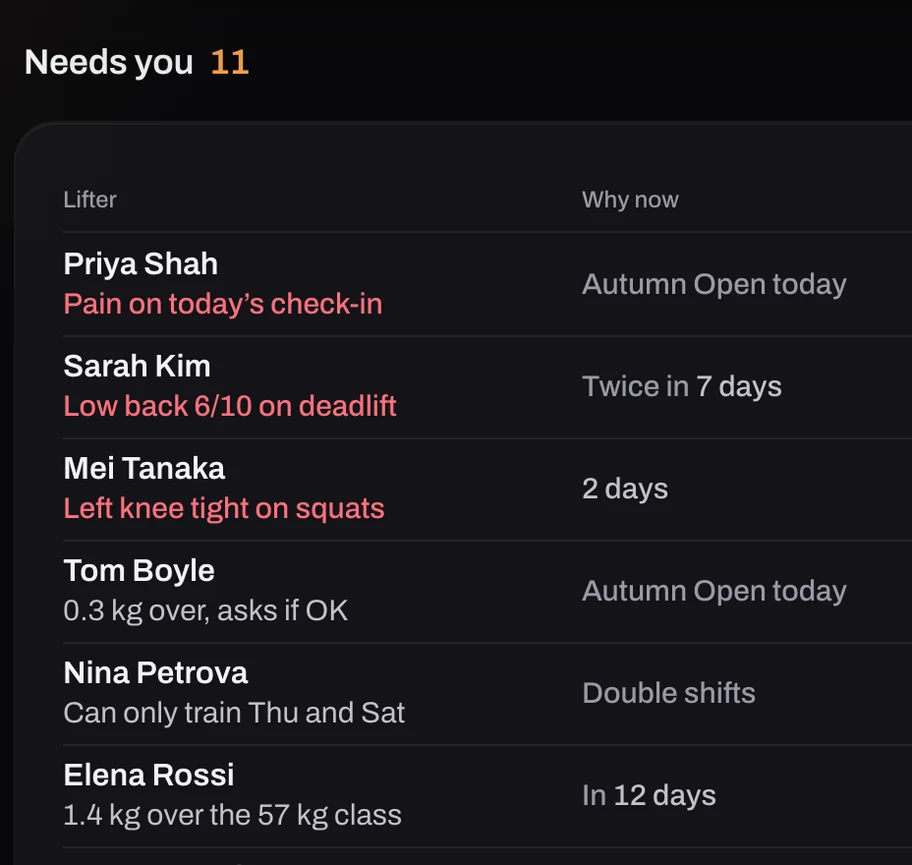 Needs you 11
Lifter Why now
Priya Shah
Pain on today’s check-in
Autumn Open today
Sarah Kim
Low back 6/10 on deadlift
Twice in 7 days
Mei Tanaka
Left knee tight on squats
2 days
Tom Boyle
0.3 kg over, asks if OK
Autumn Open today
Nina Petrova
Can only train Thu and Sat
Double shifts
Elena Rossi
1.4 kg over the 57 kg class
In 12 days